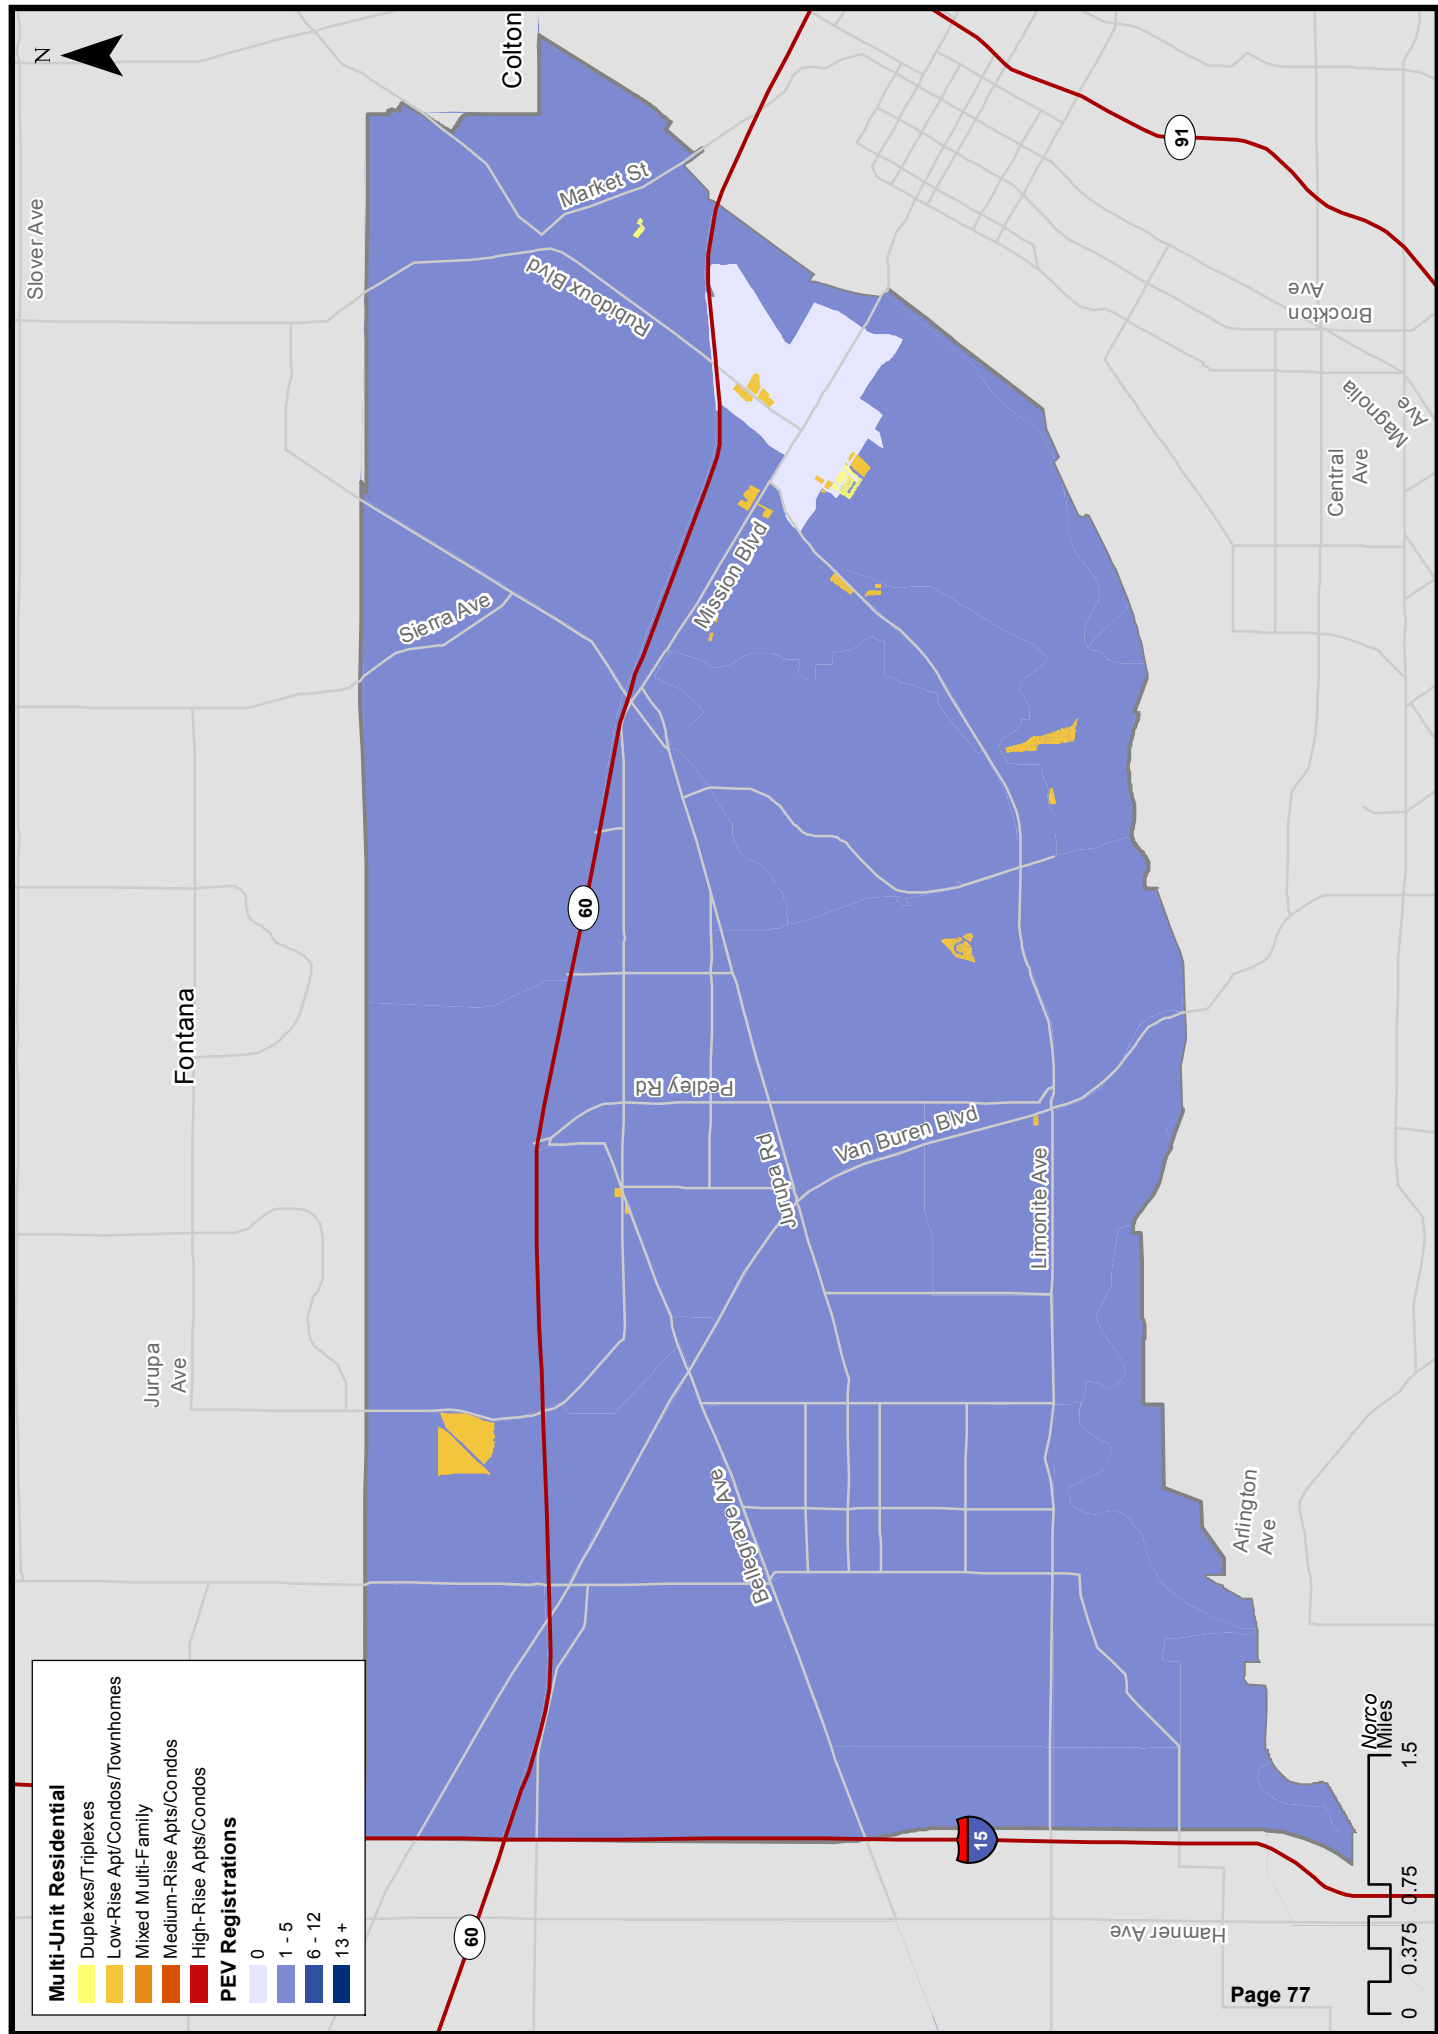 N
Colton
Slover Ave
Market St
Rubidoux Blvd
91
Brockton
Ave
Magnolia
Ave
Central
Ave
Sierra Ave
Mission Blvd
60
Fontana
Pedley Rd
Jurupa Rd
Van Buren Blvd
Limonite Ave
Jurupa
Ave
Bellegrave Ave
Arlington
Ave
15
60
Hamner Ave
Norco
Multi-Unit Residential
Duplexes/Triplexes
Low-Rise Apt/Condos/Townhomes
Mixed Multi-Family
Medium-Rise Apts/Condos
High-Rise Apts/Condos
PEV Registrations
0
1 - 5
6 - 12
13 +
Miles
0 0.375 0.75 1.5
Page 77